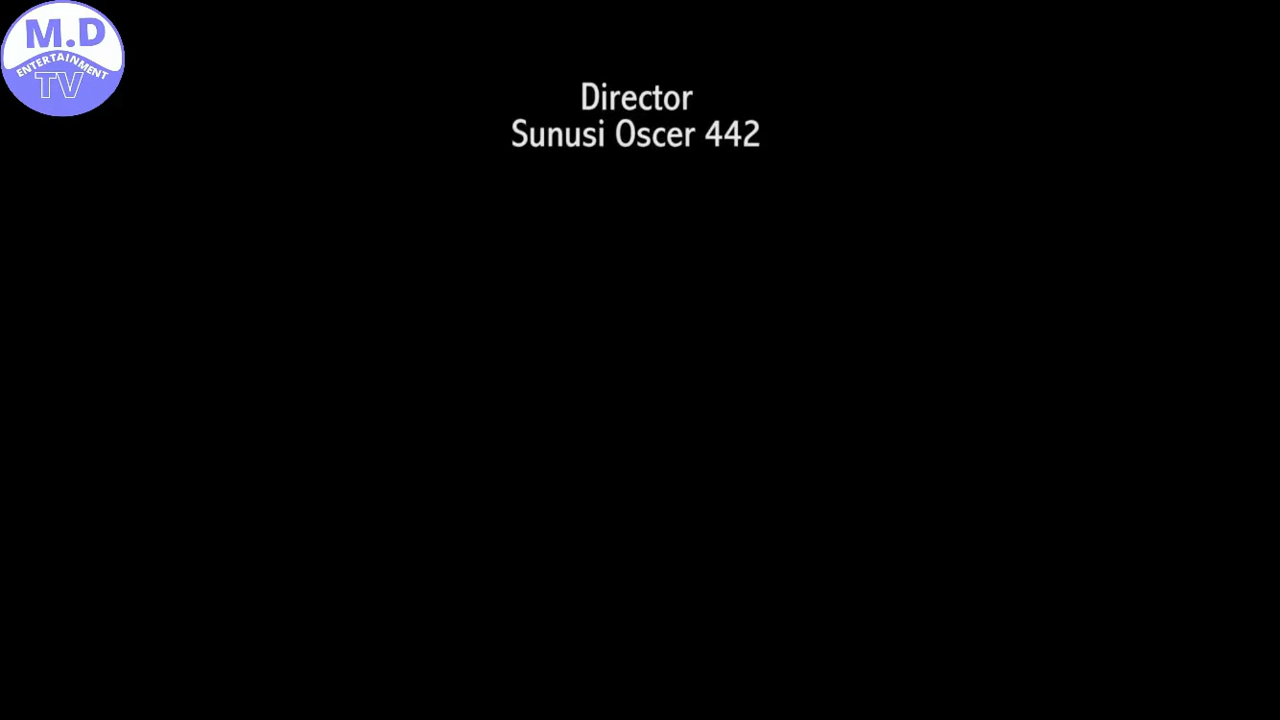 M.D
ENTERTAINMENT
TV
Director
Sunusi Oscer 442